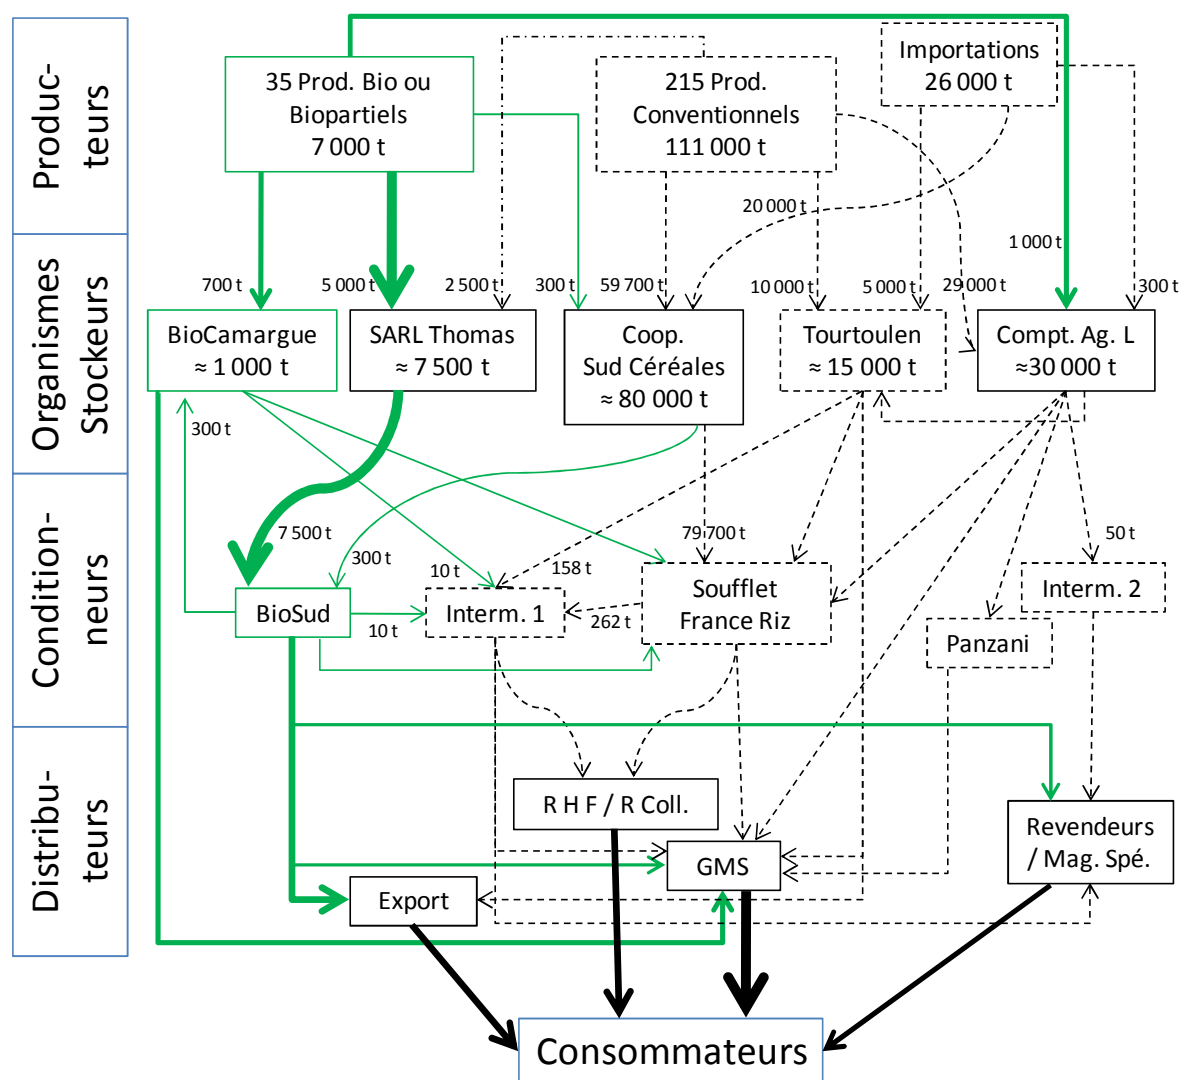 Produc-
teurs
35 Prod. Bio ou
Biopartiels
7 000 t
215 Prod.
Conventionnels
111 000 t
Importations
26 000 t
20 000 t
1 000 t
Organismes
Stockeurs
700 t
5 000 t
2 500 t
300 t
59 700 t
10 000 t
5 000 t
29 000 t
300 t
BioCamargue
≈ 1 000 t
SARL Thomas
≈ 7 500 t
Coop.
Sud Céréales
≈ 80 000 t
Tourtoulen
≈ 15 000 t
Compt. Ag. L
≈30 000 t
300 t
Condition-
neurs
7 500 t
300 t
10 t
158 t
79 700 t
50 t
BioSud
10 t
Interm. 1
262 t
Soufflet
France Riz
Interm. 2
Panzani
Distribu-
teurs
R H F / R Coll.
GMS
Export
Revendeurs
/ Mag. Spé.
Consommateurs